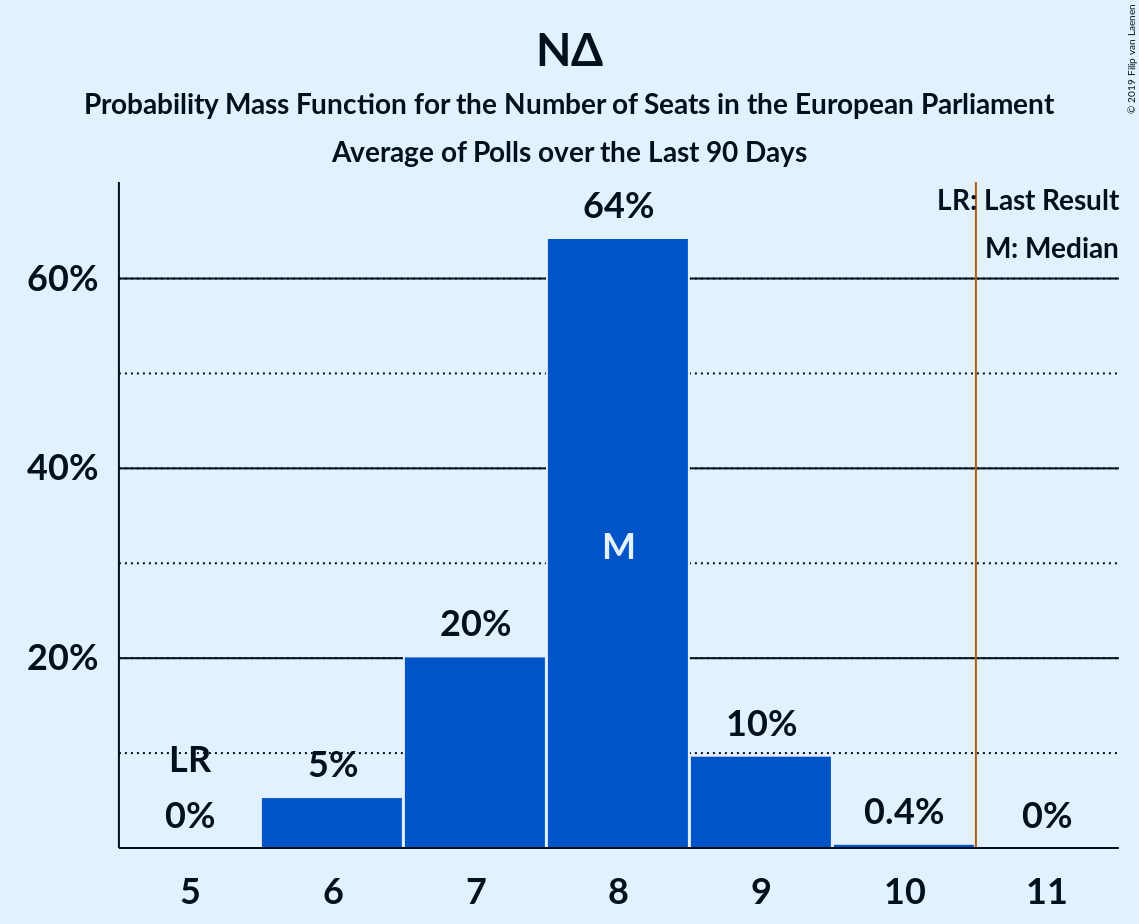 ΝΔ
Probability Mass Function for the Number of Seats in the European Parliament
Average of Polls over the Last 90 Days
© 2019 Filip van Laenen
LR: Last Result
M: Median
64%
60%
40%
M
20%
20%
10%
LR
5%
0%
0.4%
0%
5 6 7 8 9 10 11